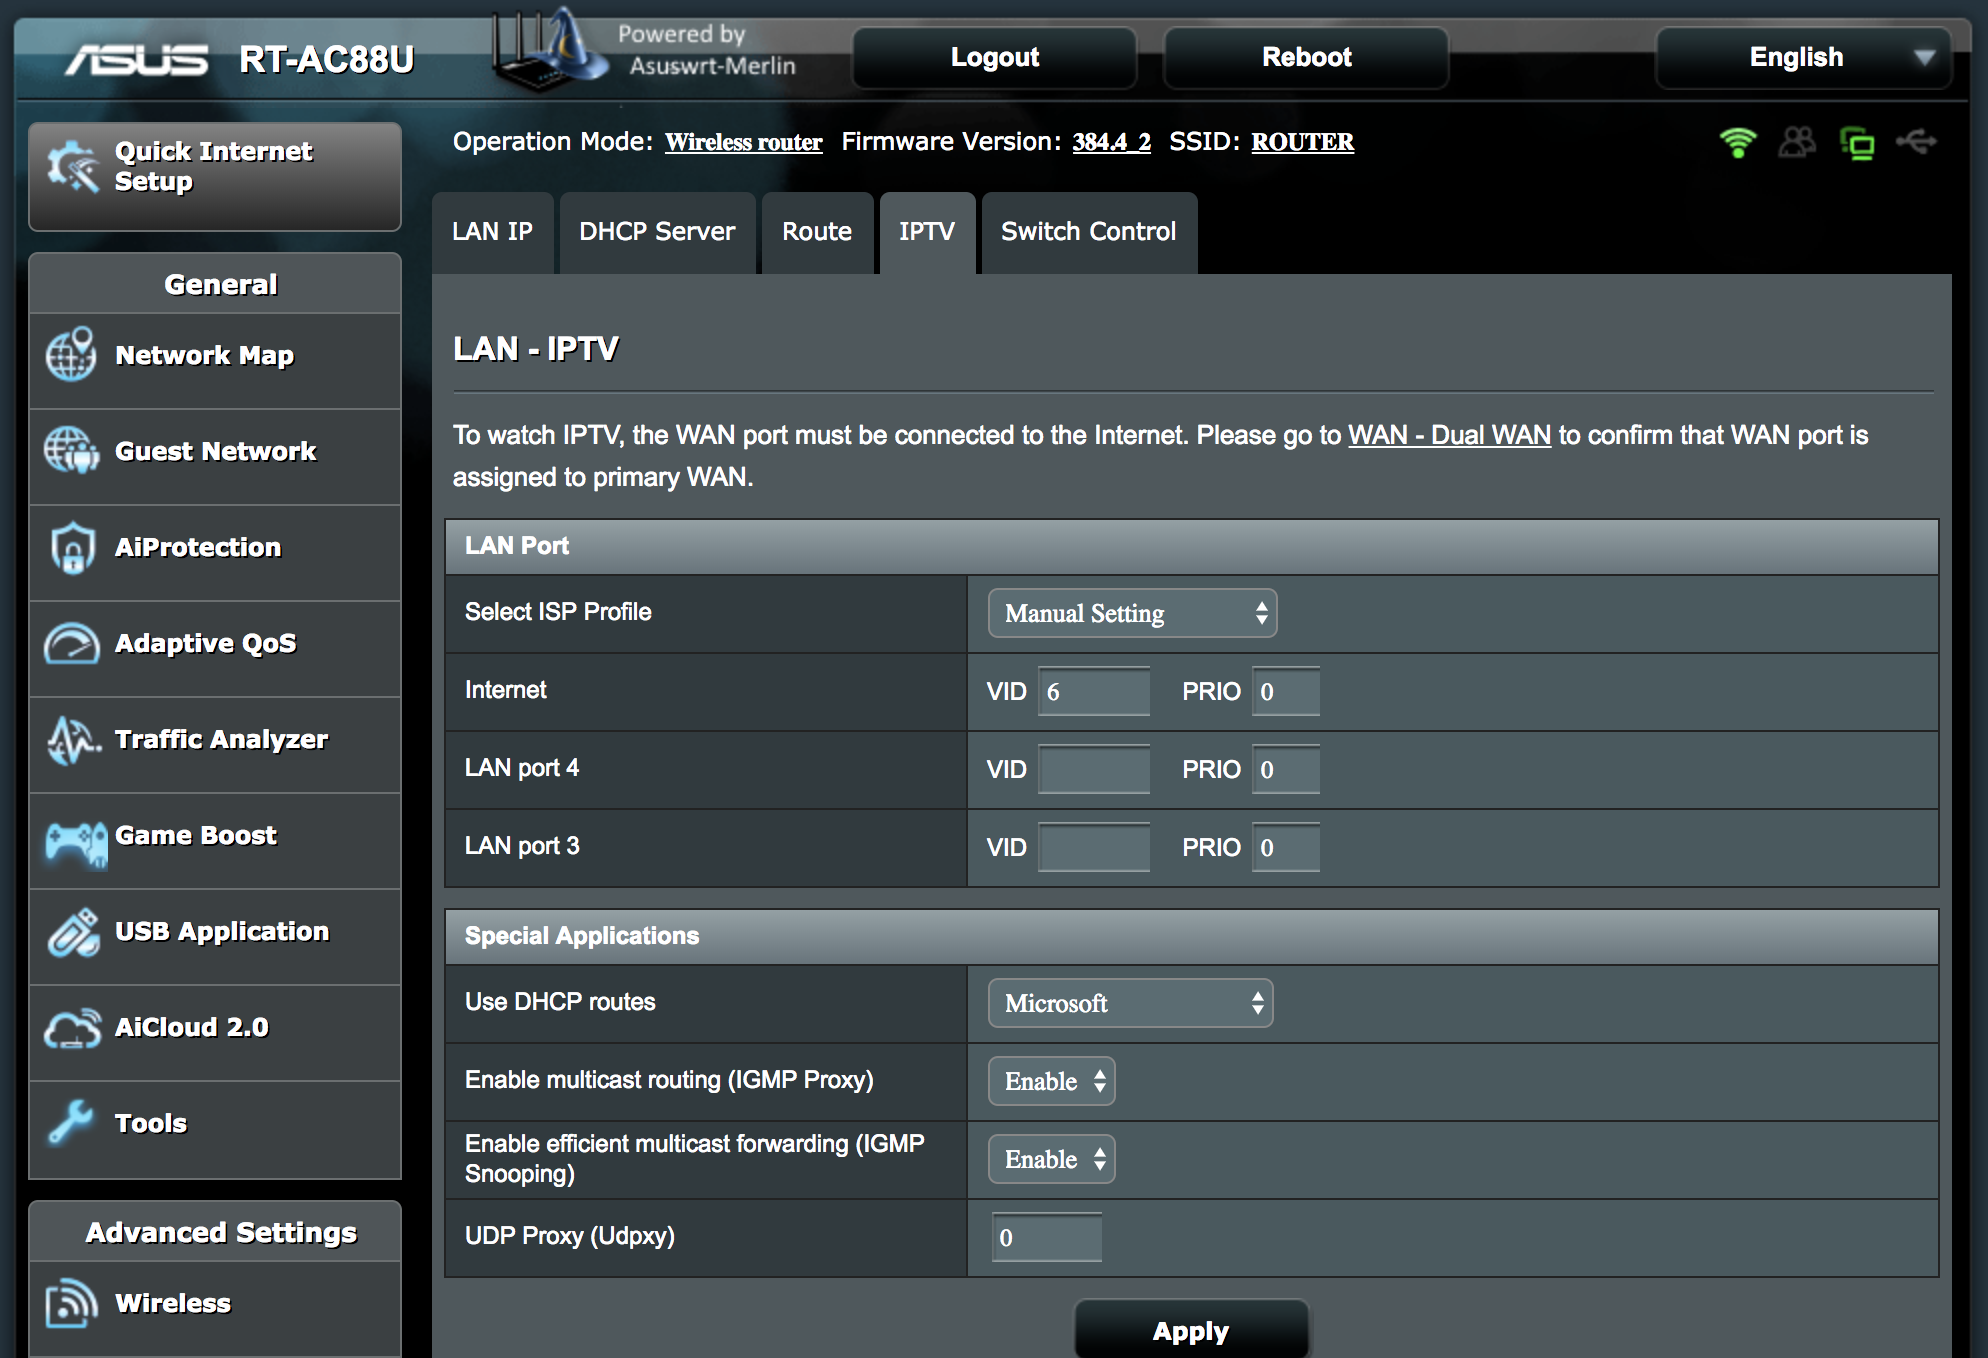 ASUS RT-AC88U
Powered by
Asuswrt-Merlin
Logout
Reboot
English
Quick Internet
Setup
Operation Mode: Wireless router Firmware Version: 384.4_2 SSID: ROUTER
LAN IP
DHCP Server
Route
IPTV
Switch Control
General
Network Map
Guest Network
AiProtection
Adaptive QoS
Traffic Analyzer
Game Boost
USB Application
AiCloud 2.0
Tools
Advanced Settings
Wireless
LAN - IPTV
To watch IPTV, the WAN port must be connected to the Internet. Please go to WAN - Dual WAN to confirm that WAN port is
assigned to primary WAN.
LAN Port
Select ISP Profile Manual Setting
Internet VID 6 PRIO 0
LAN port 4 VID PRIO 0
LAN port 3 VID PRIO 0
Special Applications
Use DHCP routes Microsoft
Enable multicast routing (IGMP Proxy) Enable
Enable efficient multicast forwarding (IGMP
Snooping) Enable
UDP Proxy (Udpxy) 0
Apply